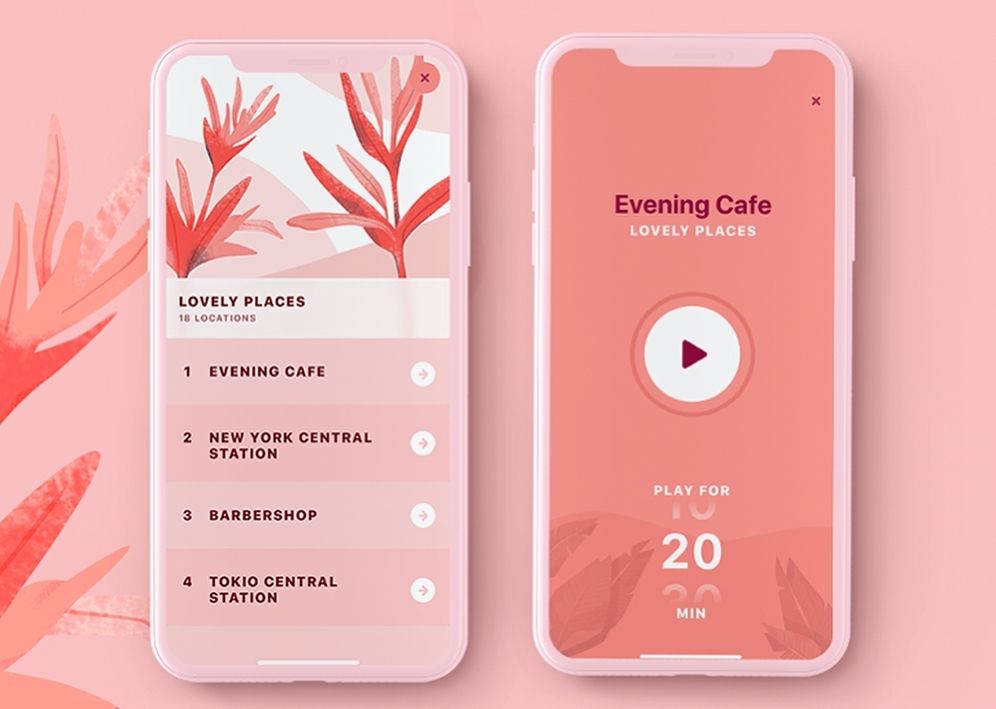 LOVELY PLACES
18 LOCATIONS
1 EVENING CAFE
2 NEW YORK CENTRAL
STATION
3 BARBERSHOP
4 TOKIO CENTRAL
STATION
Evening Cafe
LOVELY PLACES
PLAY FOR
10
20
30
MIN